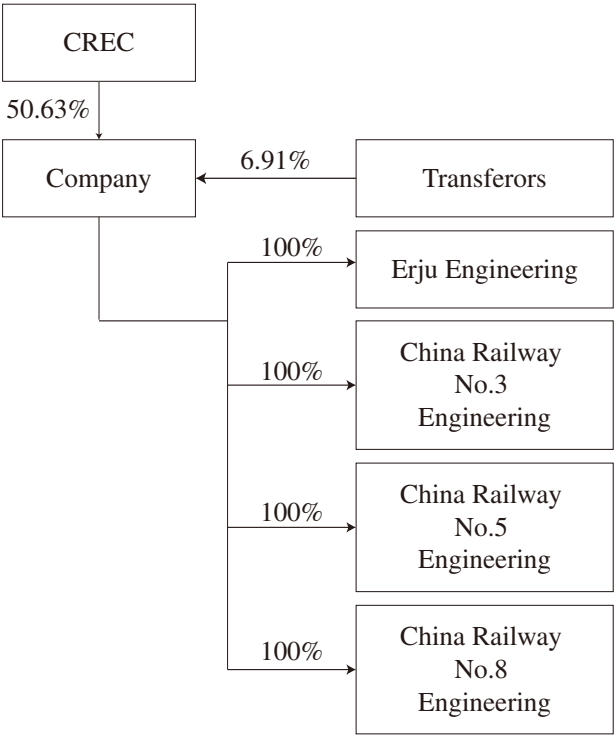 CREC
50.63%
Company
6.91%
Transferors
100%
Erju Engineering
100%
China Railway
No.3
Engineering
100%
China Railway
No.5
Engineering
100%
China Railway
No.8
Engineering